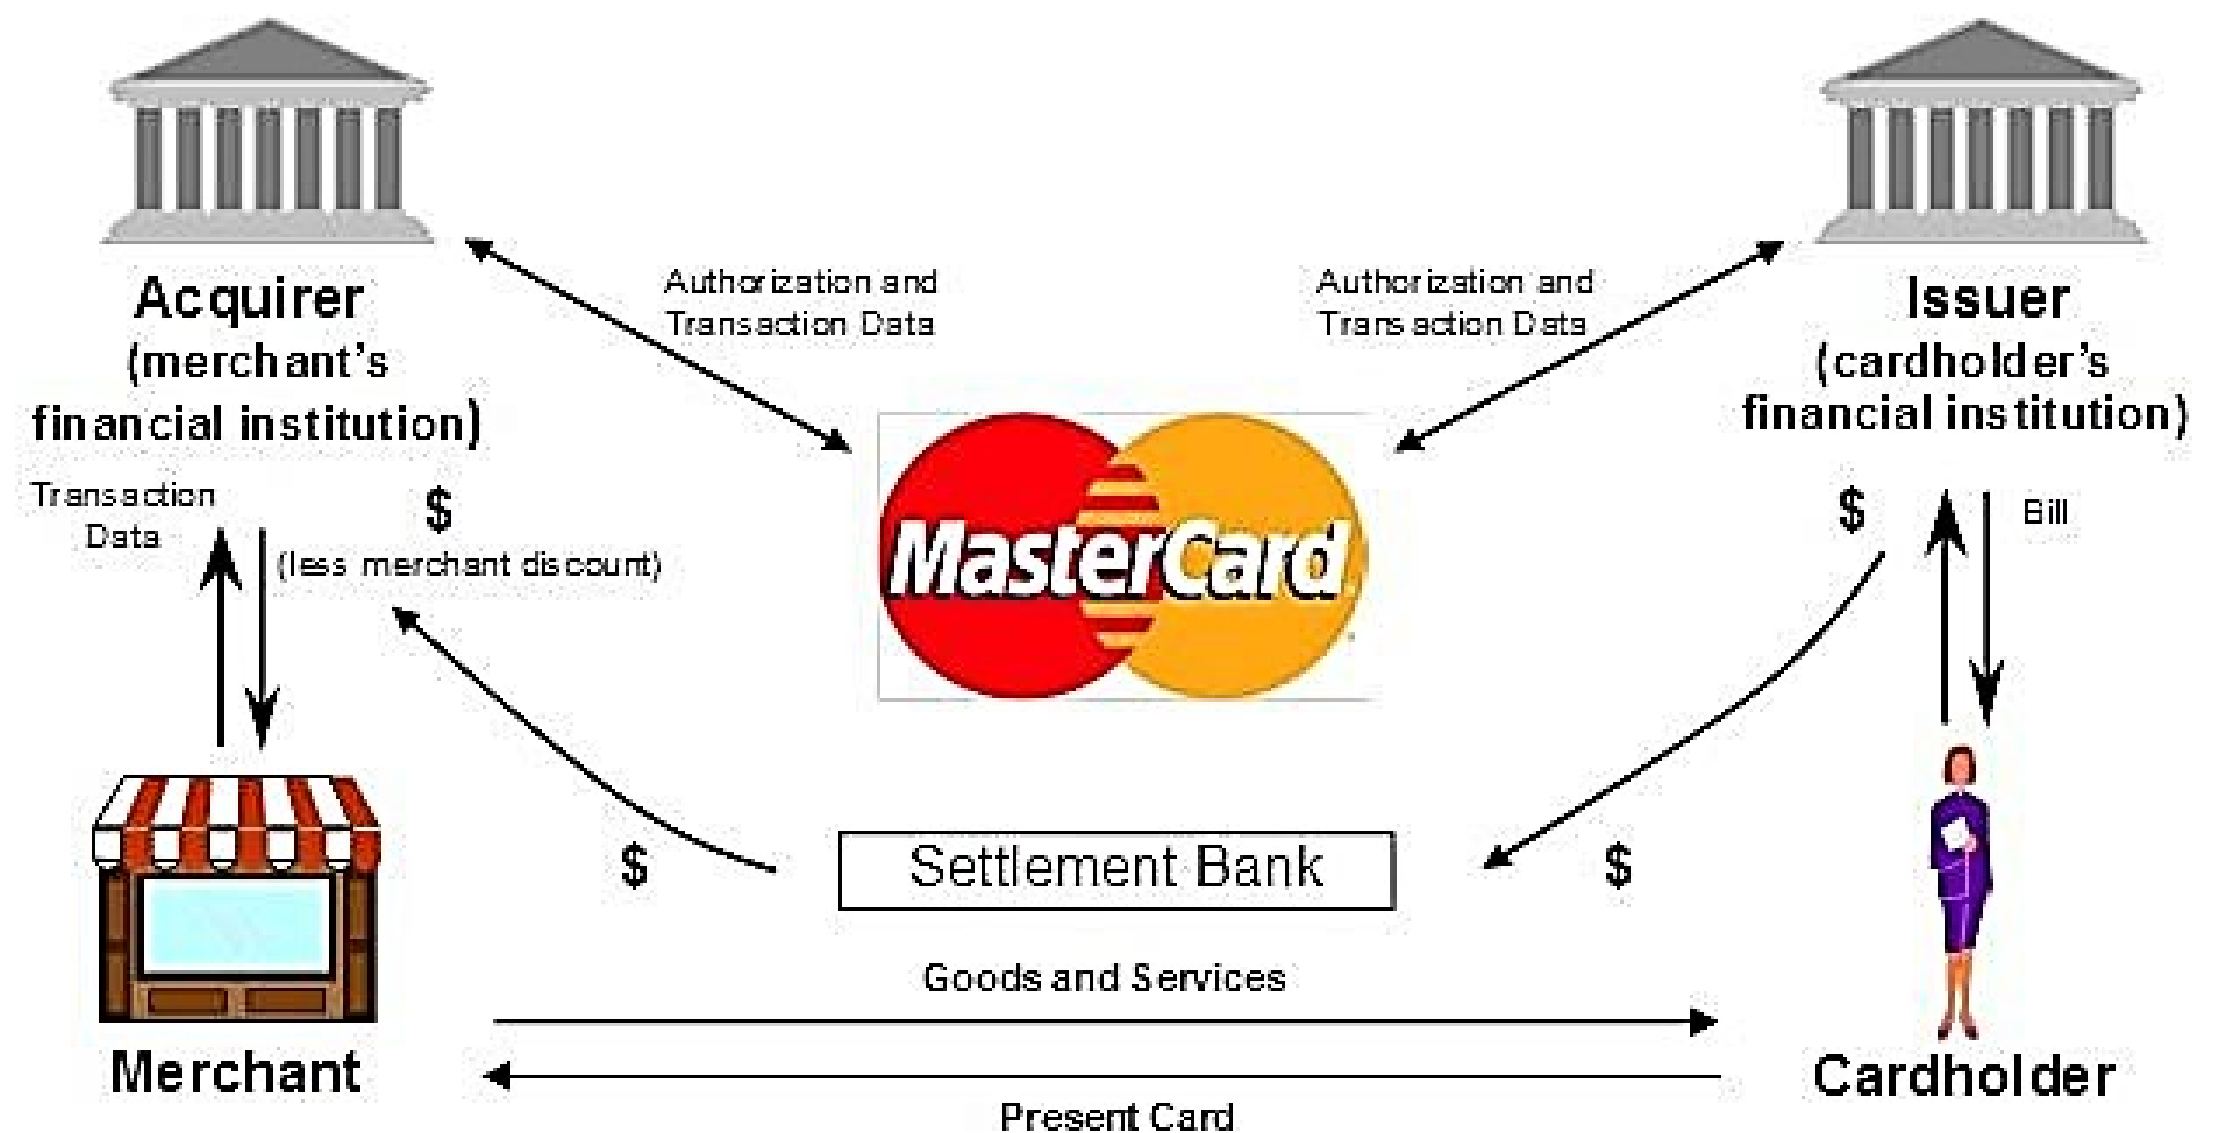 Acquirer
(merchant's
financial institution)
Authorization and
Transaction Data
Authorization and
Transaction Data
Issuer
(cardholder's
financial institution)
MasterCard
Transaction
Data
$
(less merchant discount)
$
Bill
$
Settlement Bank
$
Goods and Services
Merchant
Cardholder
Present Card